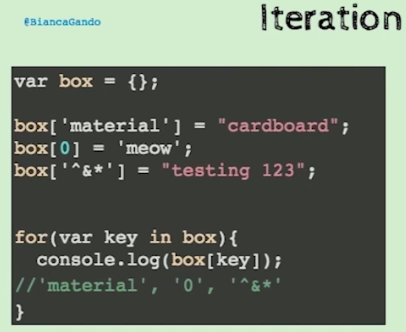 @BiancaGando
Iteration
var box = {};
box['material'] = "cardboard";
box[0] = 'meow';
box['^&*'] = "testing 123";
for(var key in box){
console.log(box[key]);
//'material', '0', '^&*'
}